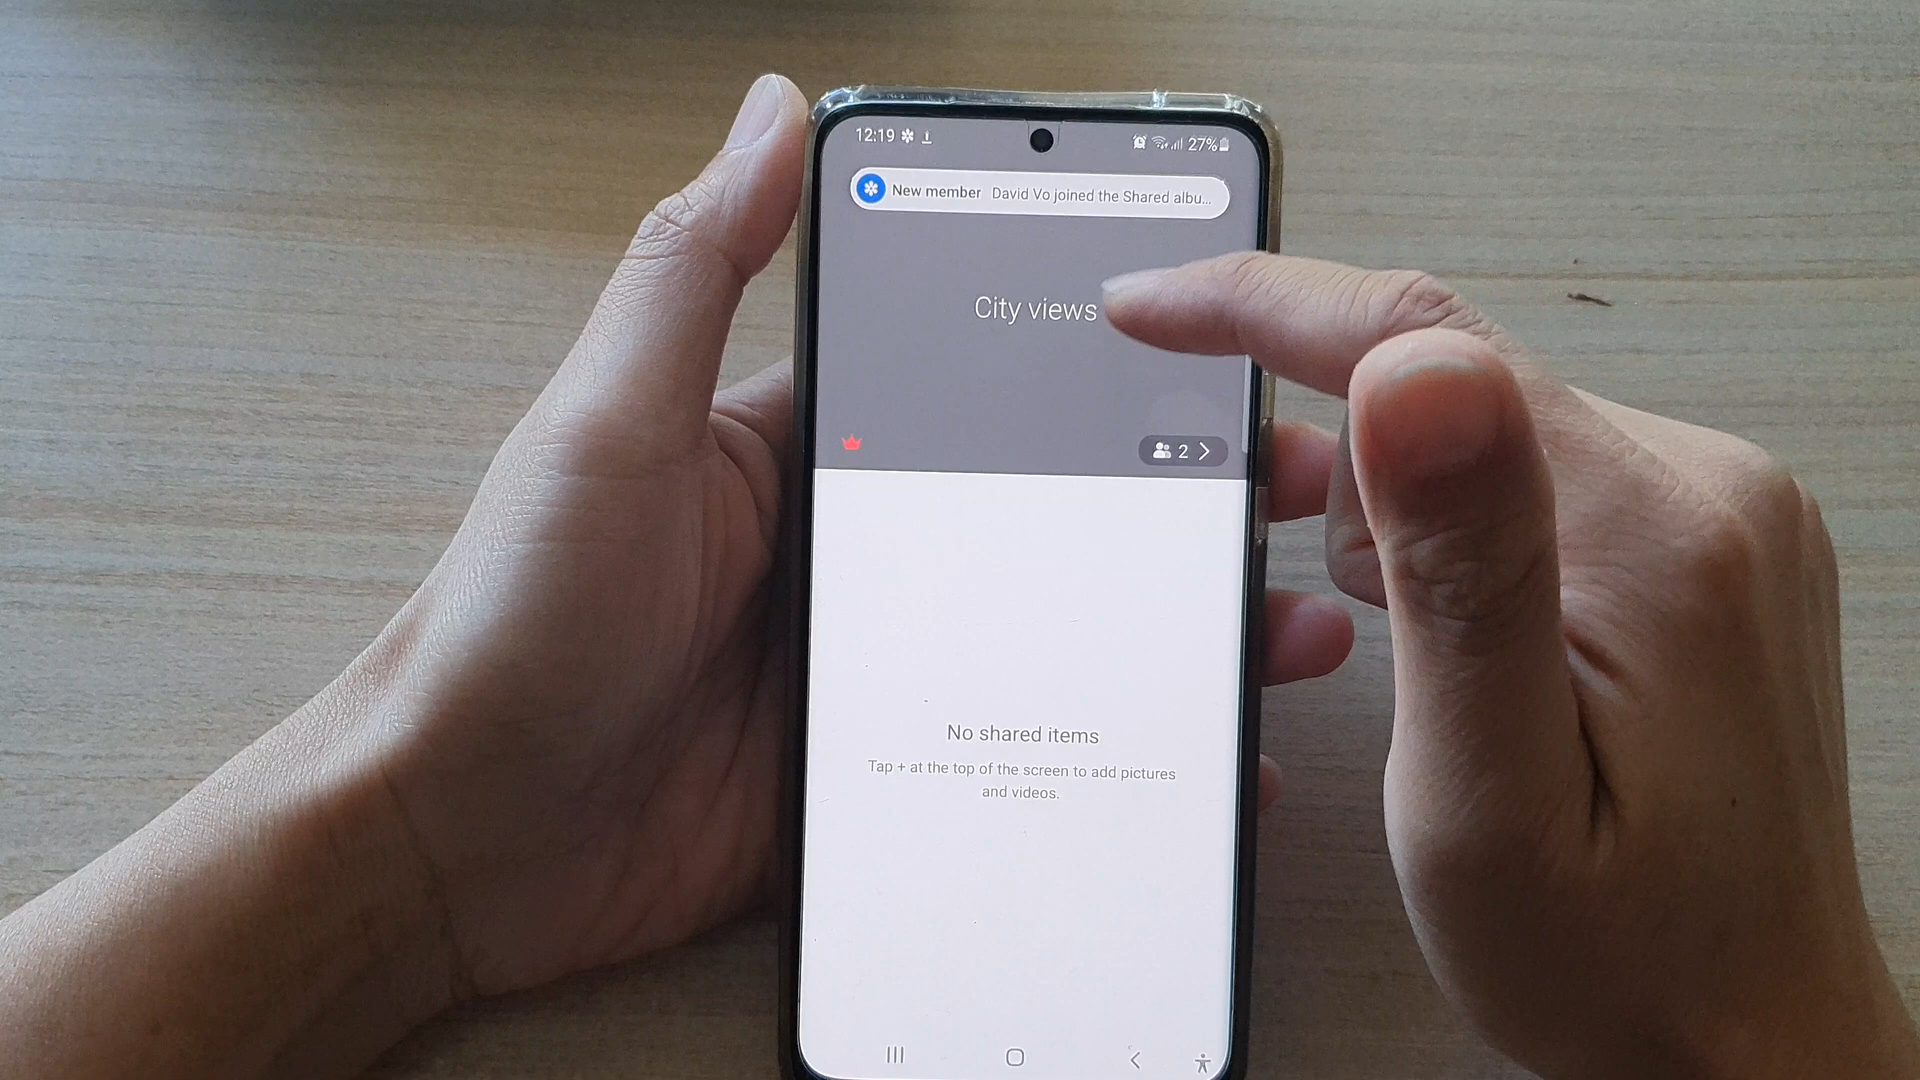 12:19
27%
New member David Vo joined the Shared albu...
City views
2
No shared items
Tap + at the top of the screen to add pictures
and videos.